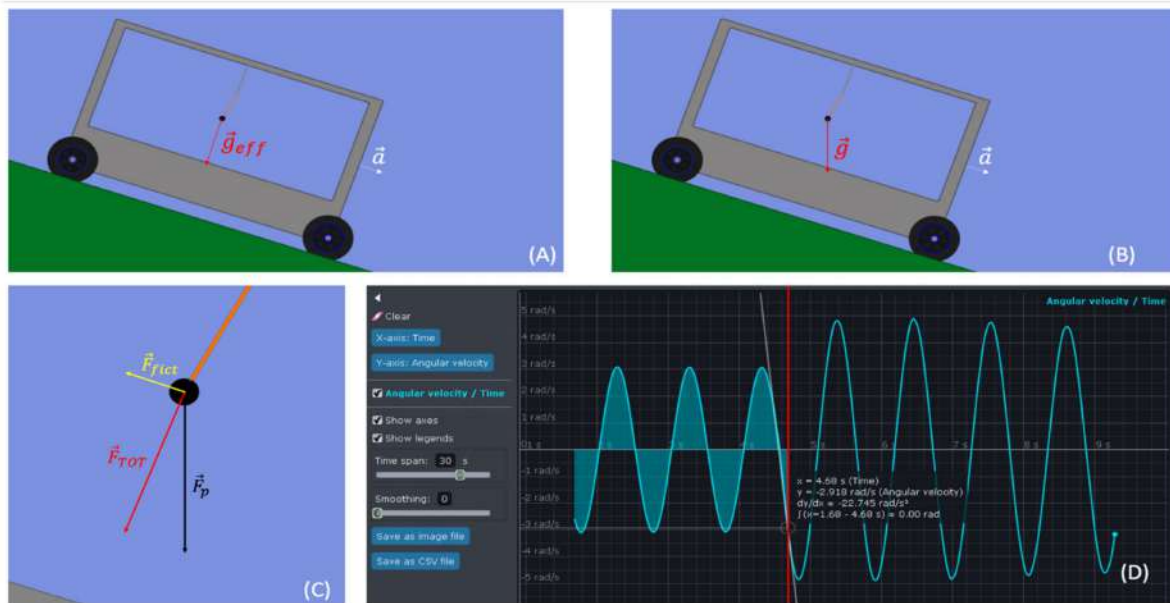 g⃗eff
a⃗
(A)
g⃗
a⃗
(B)
F⃗fict
F⃗TOT
F⃗p
(C)
Clear
X-axis: Time
Y-axis: Angular velocity
Angular velocity / Time
Show axes
Show legends
Time span: 30 s
Smoothing: 0
Save as image file
Save as CSV file
Angular velocity / Time
5 rad/s
4 rad/s
3 rad/s
2 rad/s
1 rad/s
-1 rad/s
-2 rad/s
-3 rad/s
-4 rad/s
-5 rad/s
2 s
3 s
4 s
5 s
6 s
7 s
8 s
9 s
x = 4.68 s (Time)
y = -2.918 rad/s (Angular velocity)
dy/dx = -22.745 rad/s²
∫(x=1.68 - 4.68 s) = 0.00 rad
(D)